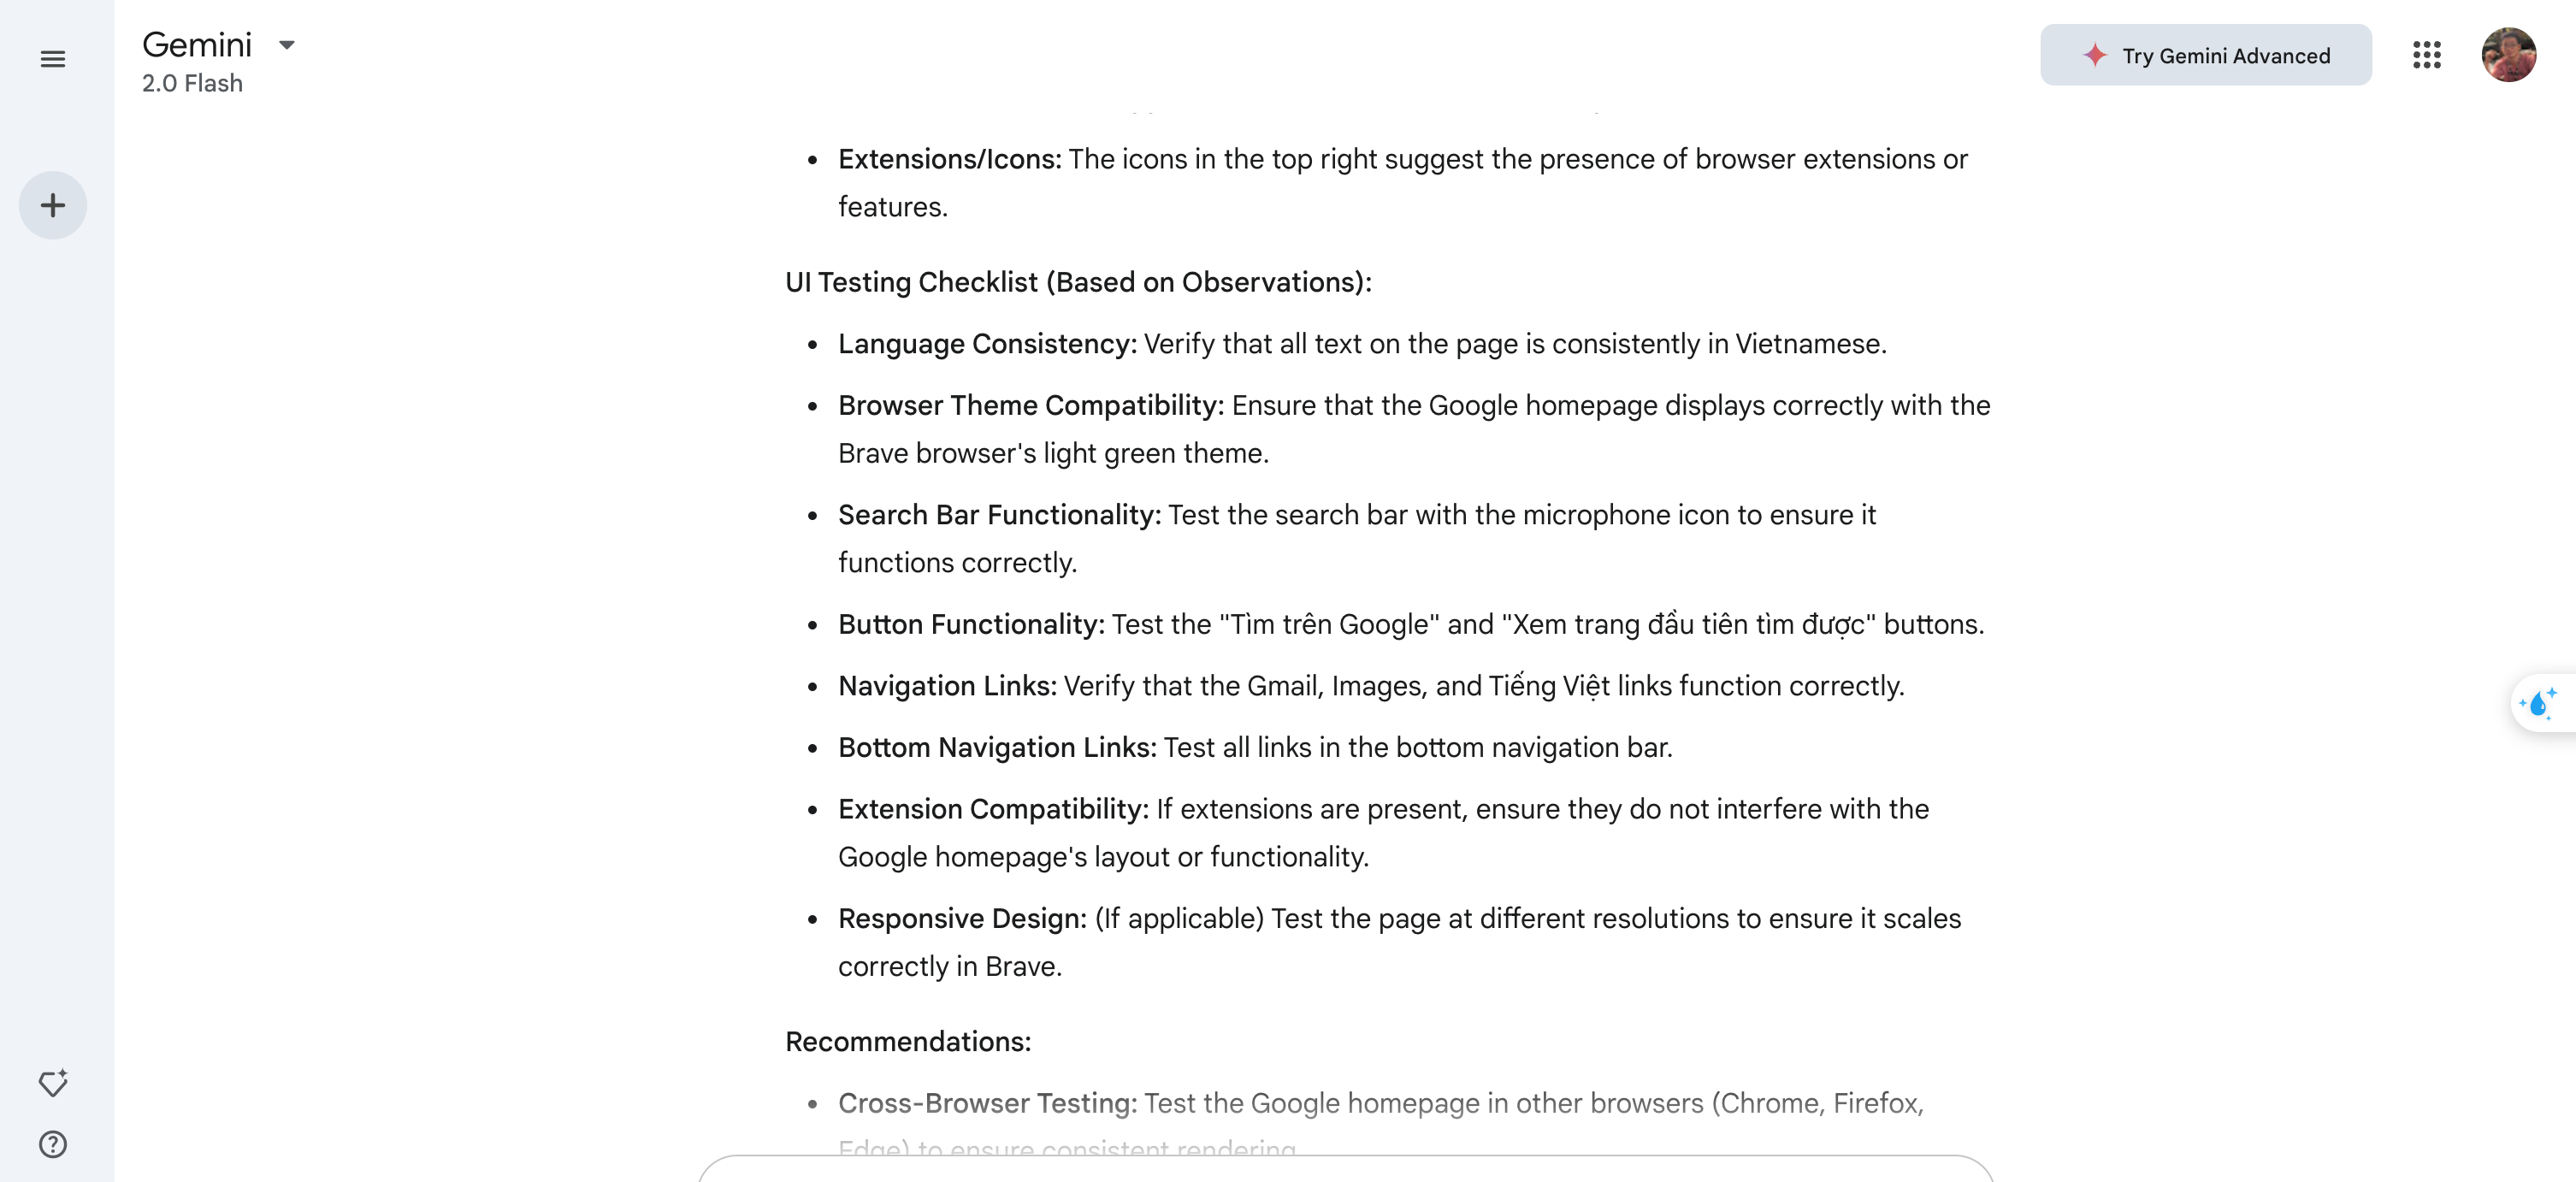 Gemini
2.0 Flash
Try Gemini Advanced
Extensions/Icons: The icons in the top right suggest the presence of browser extensions or
features.
UI Testing Checklist (Based on Observations):
Language Consistency: Verify that all text on the page is consistently in Vietnamese.
Browser Theme Compatibility: Ensure that the Google homepage displays correctly with the
Brave browser's light green theme.
Search Bar Functionality: Test the search bar with the microphone icon to ensure it
functions correctly.
Button Functionality: Test the "Tìm trên Google" and "Xem trang đầu tiên tìm được" buttons.
Navigation Links: Verify that the Gmail, Images, and Tiếng Việt links function correctly.
Bottom Navigation Links: Test all links in the bottom navigation bar.
Extension Compatibility: If extensions are present, ensure they do not interfere with the
Google homepage's layout or functionality.
Responsive Design: (If applicable) Test the page at different resolutions to ensure it scales
correctly in Brave.
Recommendations:
Cross-Browser Testing: Test the Google homepage in other browsers (Chrome, Firefox,
Edge) to ensure consistent rendering